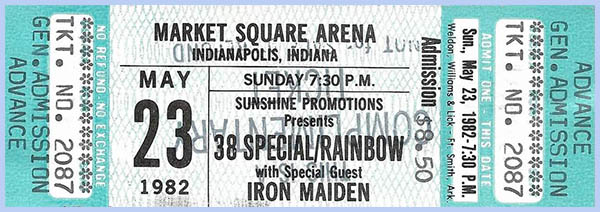 ADVANCE
GEN. ADMISSION
TKT. NO. 2087
NO REFUND-NO EXCHANGE
MARKET SQUARE ARENA
INDIANAPOLIS, INDIANA
MAY
23
1982
SUNDAY 7:30 P.M.
SUNSHINE PROMOTIONS
Presents
38 SPECIAL/RAINBOW
with Special Guest
IRON MAIDEN
COMPLIMENTARY
TICKET
Admission $8.50
Weldon, Williams & Lick - Ft. Smith, Ark.
Sun., May 23, 1982-7:30 P.M.
ADMIT ONE - THIS DATE
TKT. NO. 2087
GEN. ADMISSION
ADVANCE